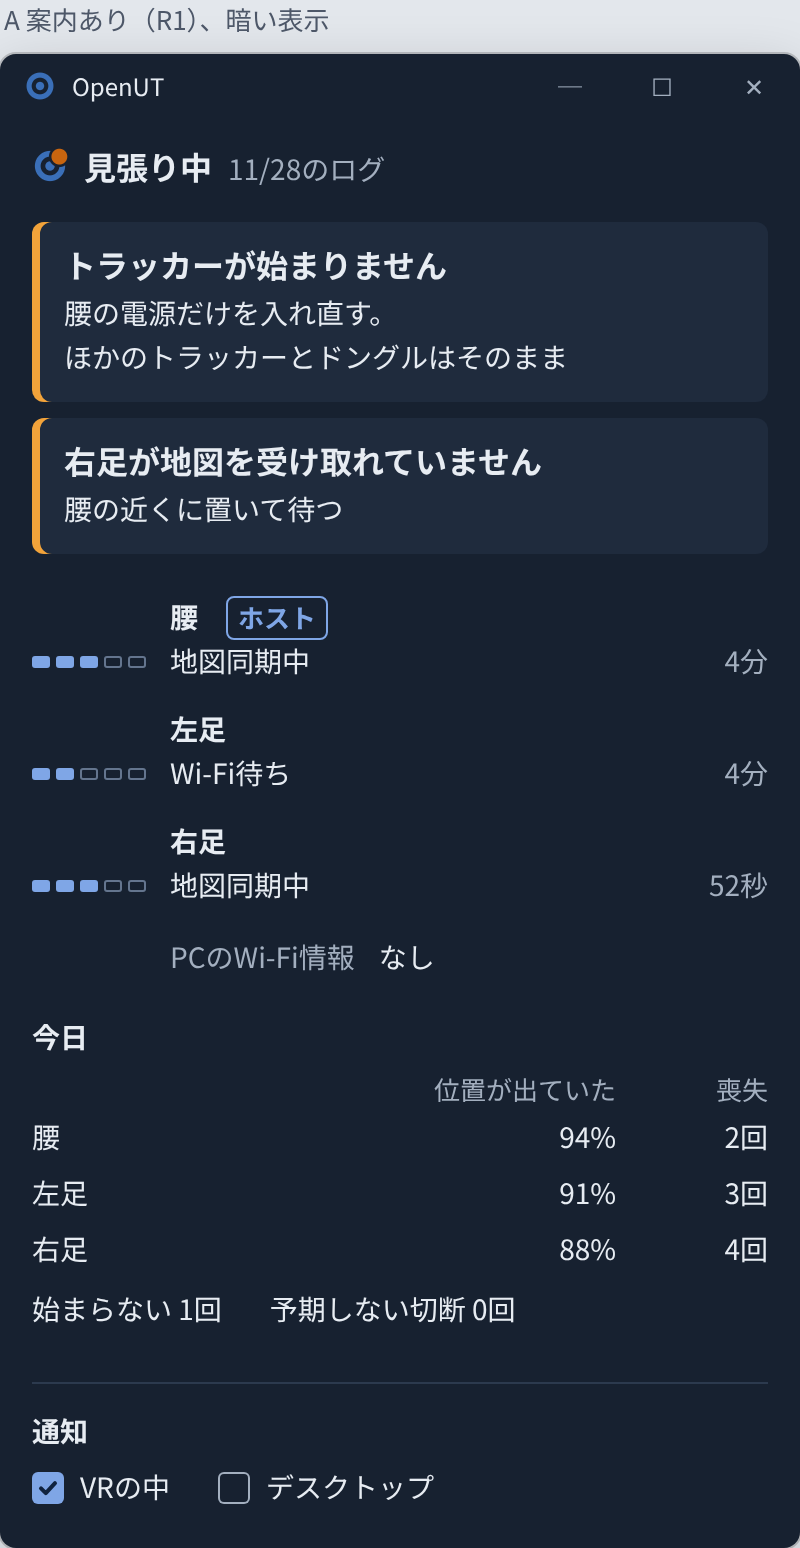 A 案内あり（R1）、暗い表示
OpenUT
見張り中 11/28のログ
トラッカーが始まりません
腰の電源だけを入れ直す。
ほかのトラッカーとドングルはそのまま
右足が地図を受け取れていません
腰の近くに置いて待つ
腰 ホスト
地図同期中 4分
左足
Wi-Fi待ち 4分
右足
地図同期中 52秒
PCのWi-Fi情報 なし
今日
位置が出ていた 喪失
腰 94% 2回
左足 91% 3回
右足 88% 4回
始まらない 1回 予期しない切断 0回
通知
VRの中 デスクトップ